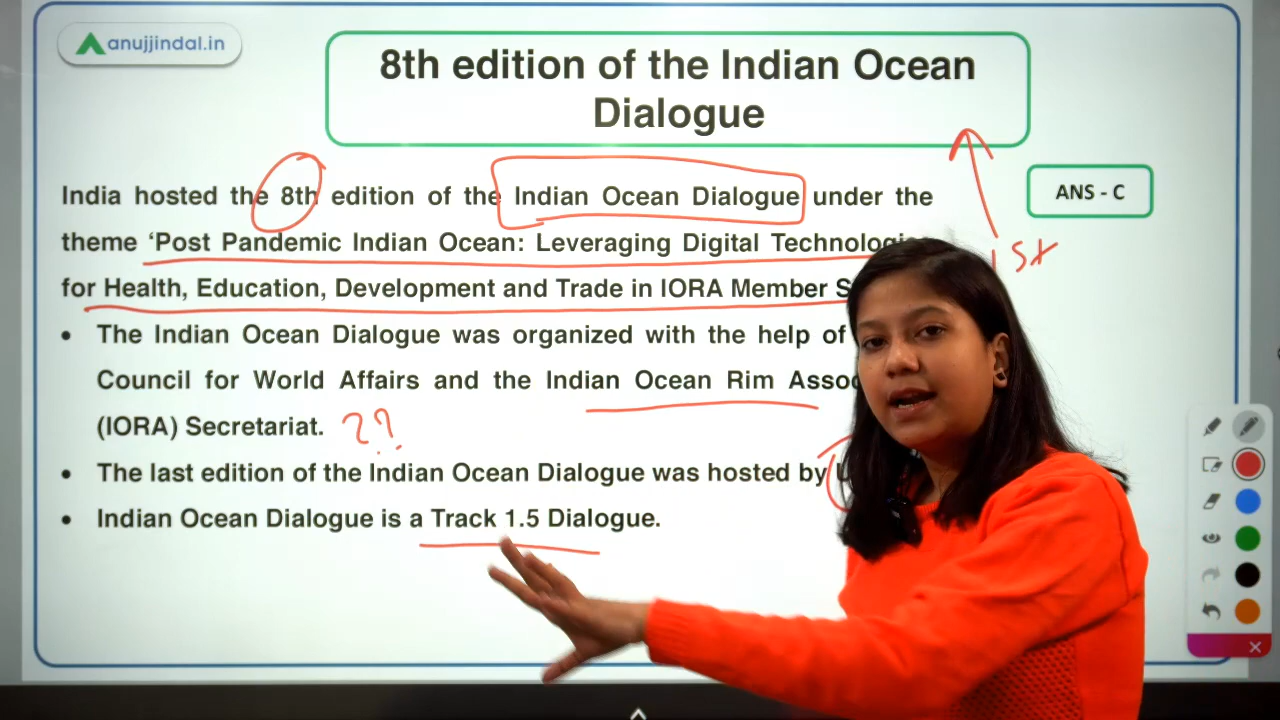 anujjindal.in
8th edition of the Indian Ocean
Dialogue
India hosted the 8th edition of the Indian Ocean Dialogue under the
ANS - C
theme ‘Post Pandemic Indian Ocean: Leveraging Digital Technologies
1st
for Health, Education, Development and Trade in IORA Member
The Indian Ocean Dialogue was organized with the help of
Council for World Affairs and the Indian Ocean Rim
(IORA) Secretariat. ??
The last edition of the Indian Ocean Dialogue was hosted by
Indian Ocean Dialogue is a Track 1.5 Dialogue.